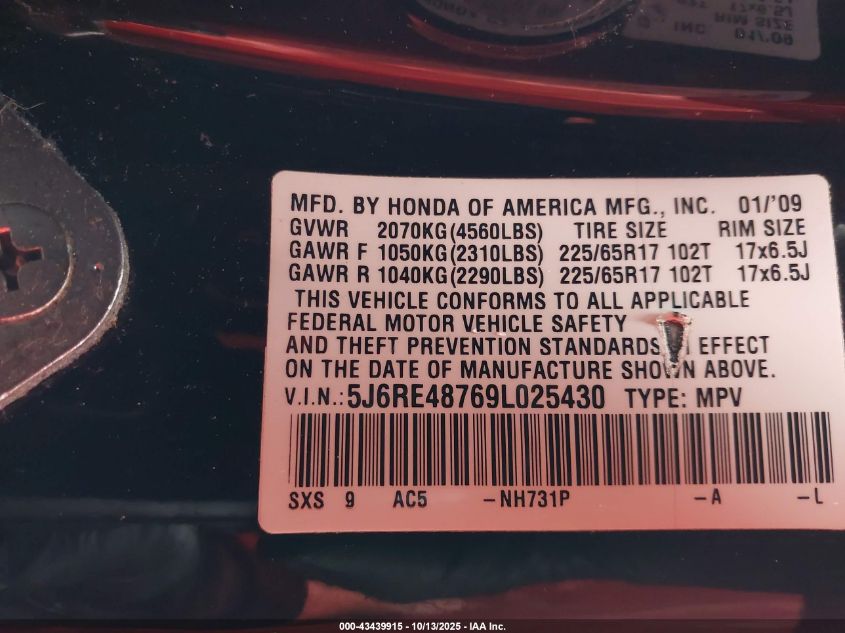 MFD. BY HONDA OF AMERICA MFG., INC. 01/'09
GVWR 2070KG(4560LBS) TIRE SIZE RIM SIZE
GAWR F 1050KG(2310LBS) 225/65R17 102T 17x6.5J
GAWR R 1040KG(2290LBS) 225/65R17 102T 17x6.5J
THIS VEHICLE CONFORMS TO ALL APPLICABLE
FEDERAL MOTOR VEHICLE SAFETY
AND THEFT PREVENTION STANDARDS EFFECT
ON THE DATE OF MANUFACTURE SHOWN ABOVE.
V.I.N.:5J6RE48769L025430 TYPE: MPV
SXS 9 AC5 -NH731P -A -L
000-43439915 - 10/13/2025 - IAA Inc.